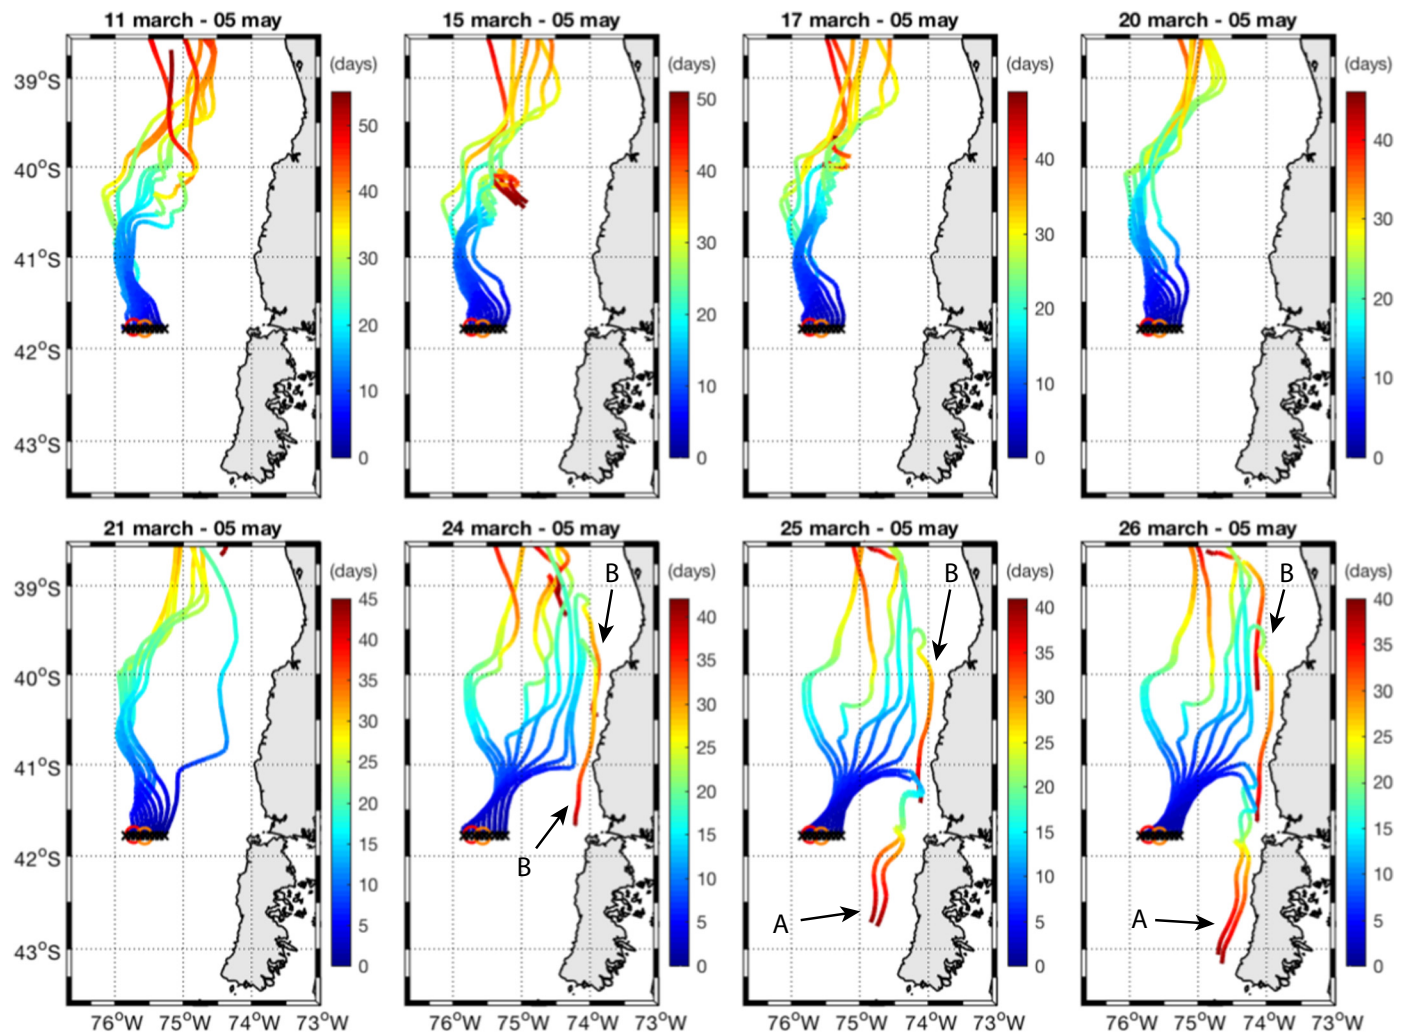 11 march - 05 may
15 march - 05 may
17 march - 05 may
20 march - 05 may
(days)
(days)
(days)
(days)
39°S
40°S
41°S
42°S
43°S
50
40
30
20
10
0
50
40
30
20
10
0
40
30
20
10
0
40
30
20
10
0
21 march - 05 may
24 march - 05 may
25 march - 05 may
26 march - 05 may
(days)
(days)
(days)
(days)
39°S
40°S
41°S
42°S
43°S
45
40
35
30
25
20
15
10
5
0
B
B
40
35
30
25
20
15
10
5
0
B
A
40
35
30
25
20
15
10
5
0
B
A
40
35
30
25
20
15
10
5
0
76°W 75°W 74°W 73°W
76°W 75°W 74°W 73°W
76°W 75°W 74°W 73°W
76°W 75°W 74°W 73°W